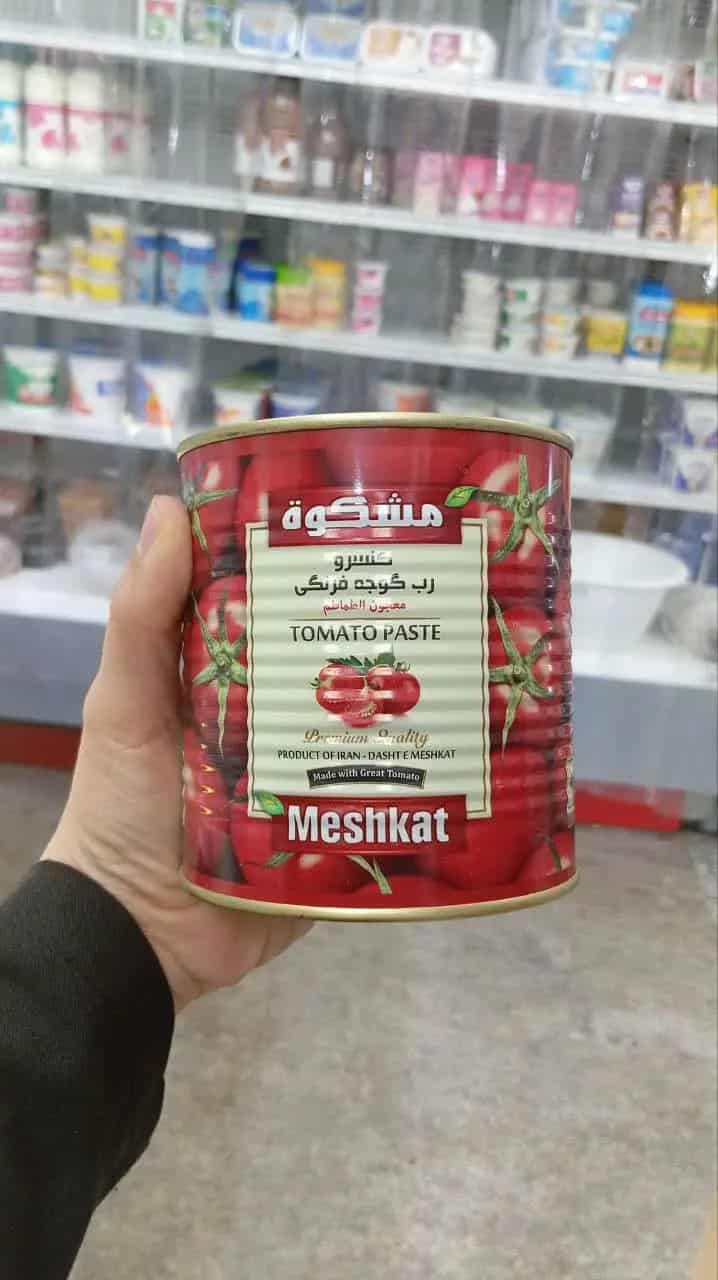 مشکوة
کنسرو
رب گوجه فرنگی
معجون الطماطم
TOMATO PASTE
Premium Quality
PRODUCT OF IRAN - DASHT E MESHKAT
Made with Great Tomato
Meshkat